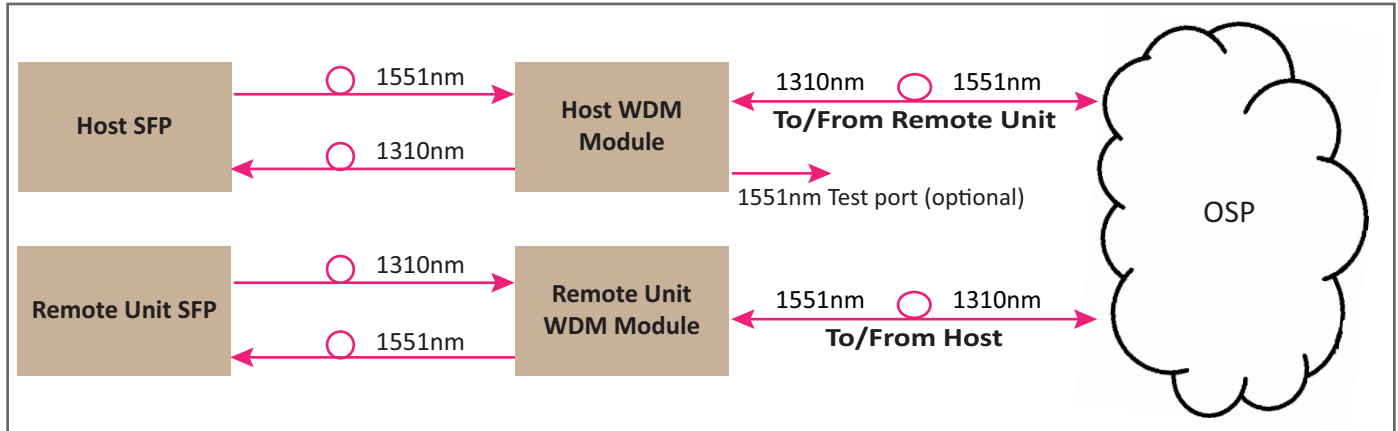 Host SFP
1551nm
1310nm
Host WDM
Module
1310nm 1551nm
To/From Remote Unit
1551nm Test port (optional)
OSP
Remote Unit SFP
1310nm
1551nm
Remote Unit
WDM Module
1551nm 1310nm
To/From Host